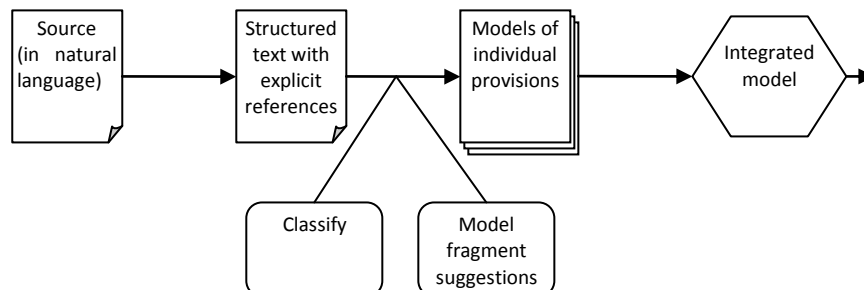 Source
(in natural
language)
Structured
text with
explicit
references
Models of
individual
provisions
Integrated
model
Classify
Model
fragment
suggestions